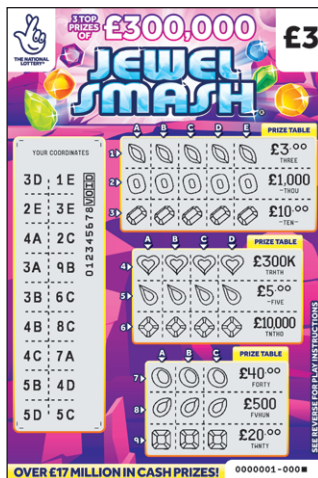 3 TOP PRIZES OF £300,000
£3
THE NATIONAL LOTTERY®
JEWEL
SMASH
YOUR COORDINATES
3D 1E
2E 3E
4A 2C
3A 9B
3B 6C
4B 8C
4C 7A
5B 4D
5D 5C
012345678 VOID
A B C D E PRIZE TABLE
1 £3.00
THREE
2 £1,000
-THOU
3 £10.00
-TEN-
A B C D PRIZE TABLE
4 £300K
TRHTH
5 £5.00
-FIVE
6 £10,000
TNTHO
A B C PRIZE TABLE
7 £40.00
FORTY
8 £500
FVHUN
9 £20.00
TWNTY
SEE REVERSE FOR PLAY INSTRUCTIONS
OVER £17 MILLION IN CASH PRIZES!
0000001-000